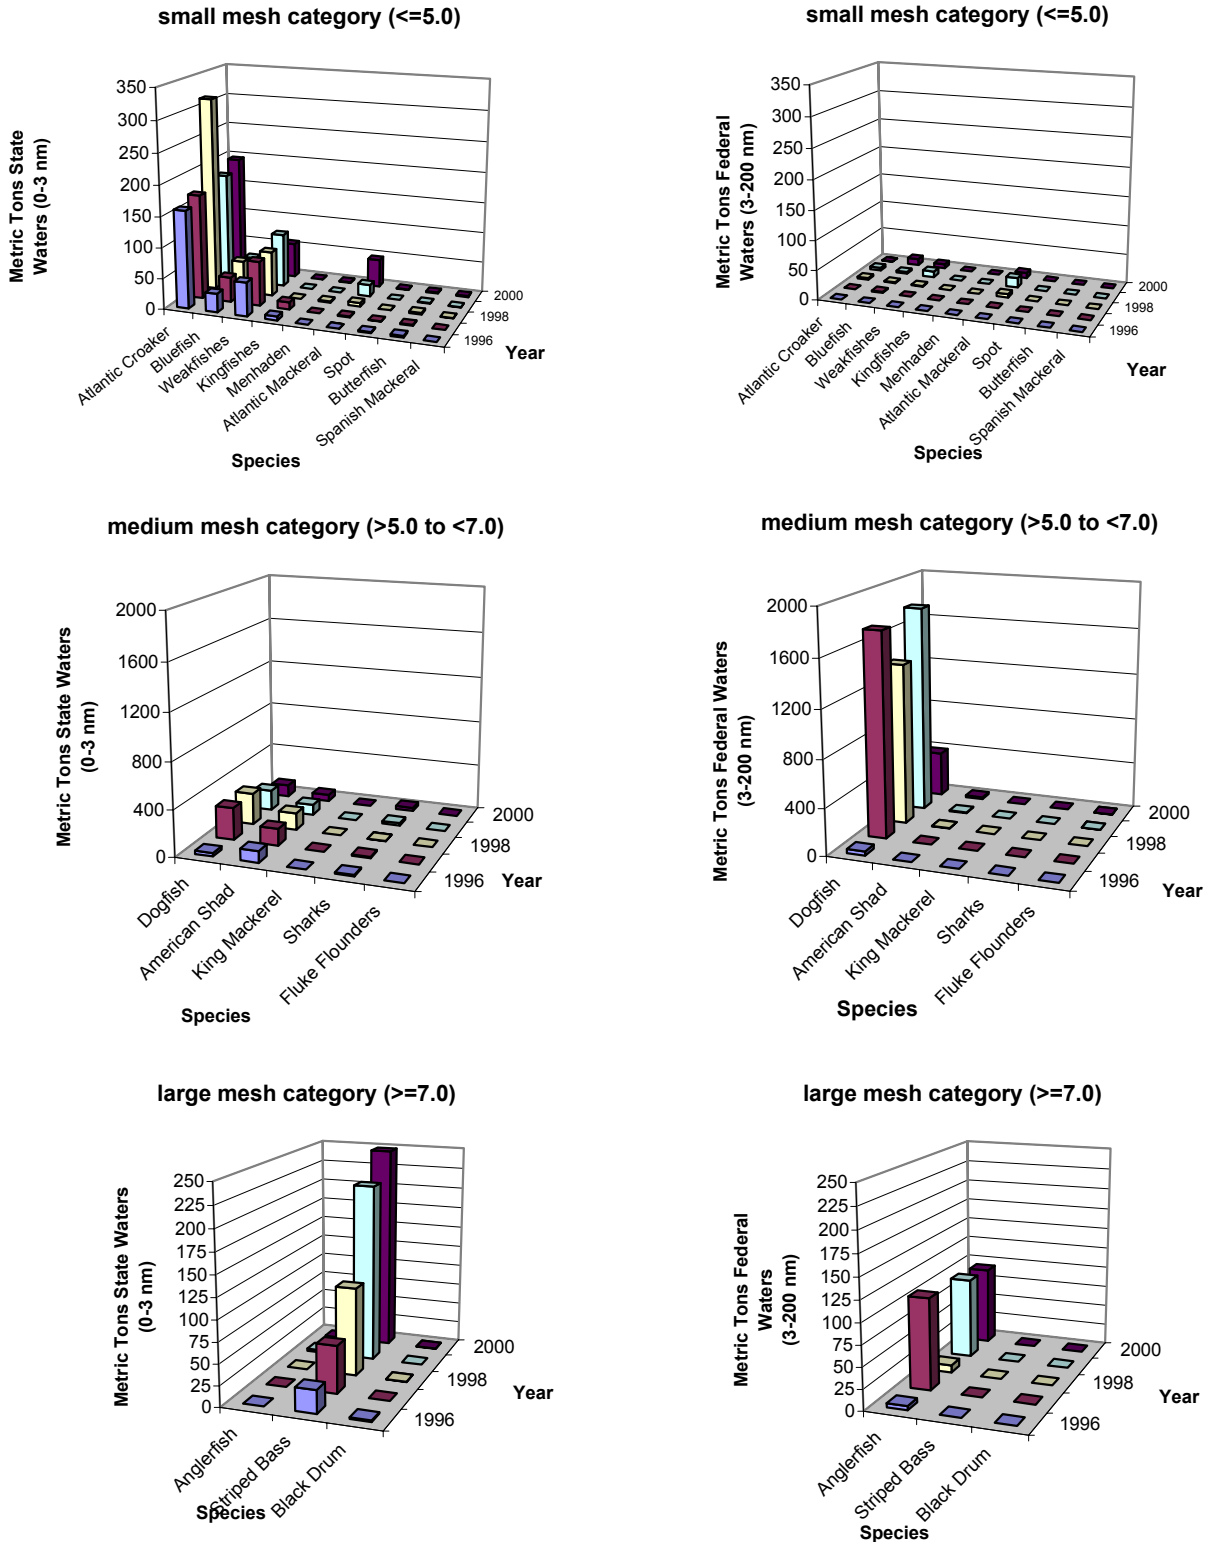 small mesh category (<=5.0)
Metric Tons State
Waters (0-3 nm)
350
300
250
200
150
100
50
0
Atlantic Croaker
Bluefish
Weakfishes
Kingfishes
Menhaden
Atlantic Mackeral
Spot
Butterfish
Spanish Mackeral
1996
1998
2000
Year
Species
small mesh category (<=5.0)
Metric Tons Federal
Waters (3-200 nm)
350
300
250
200
150
100
50
0
Atlantic Croaker
Bluefish
Weakfishes
Kingfishes
Menhaden
Atlantic Mackeral
Spot
Butterfish
Spanish Mackeral
1996
1998
2000
Year
Species
medium mesh category (>5.0 to <7.0)
Metric Tons State Waters
(0-3 nm)
2000
1600
1200
800
400
0
Dogfish
American Shad
King Mackerel
Sharks
Fluke Flounders
1996
1998
2000
Year
Species
medium mesh category (>5.0 to <7.0)
Metric Tons Federal Waters
(3-200 nm)
2000
1600
1200
800
400
0
Dogfish
American Shad
King Mackerel
Sharks
Fluke Flounders
1996
1998
2000
Year
Species
large mesh category (>=7.0)
Metric Tons State Waters
(0-3 nm)
250
225
200
175
150
125
100
75
50
25
0
Anglerfish
Striped Bass
Black Drum
1996
1998
2000
Year
Species
large mesh category (>=7.0)
Metric Tons Federal
Waters
(3-200 nm)
250
225
200
175
150
125
100
75
50
25
0
Anglerfish
Striped Bass
Black Drum
1996
1998
2000
Year
Species